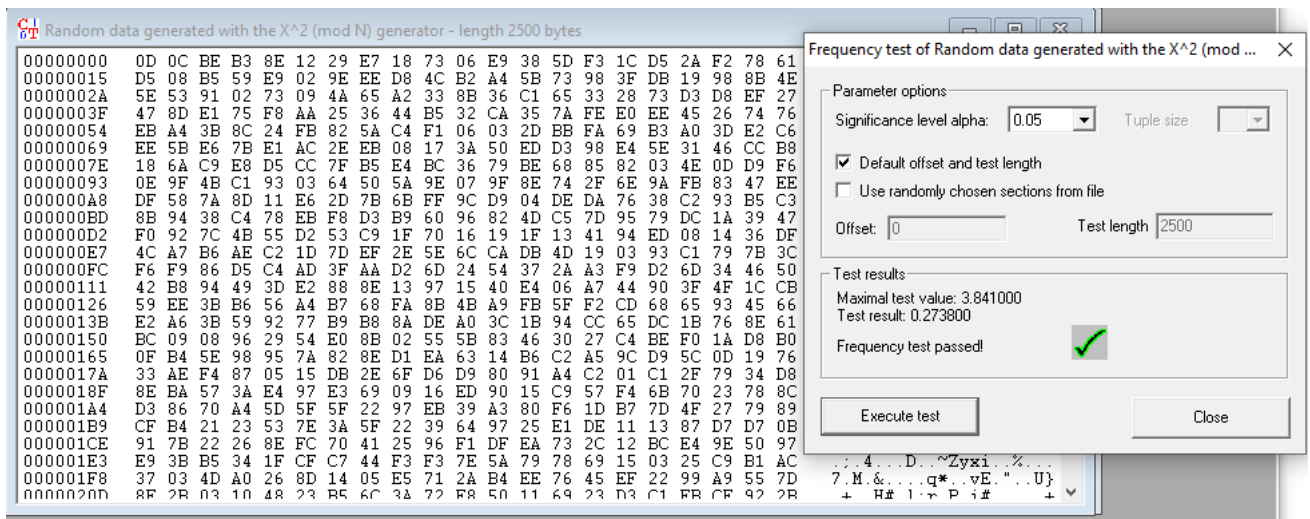 Random data generated with the X^2 (mod N) generator - length 2500 bytes
00000000 0D 0C BE B3 8E 12 29 E7 18 73 06 E9 38 5D F3 1C D5 2A F2 78 61
00000015 D5 08 B5 59 E9 02 9E EE D8 4C B2 A4 5B 73 98 3F DB 19 98 8B 4E
0000002A 5E 53 91 02 73 09 4A 65 A2 33 8B 36 C1 65 33 28 73 D3 D8 EF 27
0000003F 47 8D E1 75 F8 AA 25 36 44 B5 32 CA 35 7A FE E0 EE 45 26 74 76
00000054 EB A4 3B 8C 24 FB 82 5A C4 F1 06 03 2D BB FA 69 B3 A0 3D E2 C6
00000069 EE 5B E6 7B E1 AC 2E EB 08 17 3A 50 ED D3 98 E4 5E 31 46 CC B8
0000007E 18 6A C9 E8 D5 CC 7F B5 E4 BC 36 79 BE 68 85 82 03 4E 0D D9 F6
00000093 0E 9F 4B C1 93 03 64 50 5A 9E 07 9F 8E 74 2F 6E 9A FB 83 47 EE
000000A8 DF 58 7A 8D 11 E6 2D 7B 6B FF 9C D9 04 DE DA 76 38 C2 93 B5 C3
000000BD 8B 94 38 C4 78 EB F8 D3 B9 60 96 82 4D C5 7D 95 79 DC 1A 39 47
000000D2 F0 92 7C 4B 55 D2 53 C9 1F 70 16 19 1F 13 41 94 ED 08 14 36 DF
000000E7 4C A7 B6 AE C2 1D 7D EF 2E 5E 6C CA DB 4D 19 03 93 C1 79 7B 3C
000000FC F6 F9 86 D5 C4 AD 3F AA D2 6D 24 54 37 2A A3 F9 D2 6D 34 46 50
00000111 42 B8 94 49 3D E2 88 8E 13 97 15 40 E4 06 A7 44 90 3F 4F 1C CB
00000126 59 EE 3B B6 56 A4 B7 68 FA 8B 4B A9 FB 5F F2 CD 68 65 93 45 66
0000013B E2 A6 3B 59 92 77 B9 B8 8A DE A0 3C 1B 94 CC 65 DC 1B 76 8E 61
00000150 BC 09 08 96 29 54 E0 8B 02 55 5B 83 46 30 27 C4 BE F0 1A D8 B0
00000165 0F B4 5E 98 95 7A 82 8E D1 EA 63 14 B6 C2 A5 9C D9 5C 0D 19 76
0000017A 33 AE F4 87 05 15 DB 2E 6F D6 D9 80 91 A4 C2 01 C1 2F 79 34 D8
0000018F 8E BA 57 3A E4 97 E3 69 09 16 ED 90 15 C9 57 F4 6B 70 23 78 8C
000001A4 D3 86 70 A4 5D 5F 5F 22 97 EB 39 A3 80 F6 1D B7 7D 4F 27 79 89
000001B9 CF B4 21 23 53 7E 3A 5F 22 39 64 97 25 E1 DE 11 13 87 D7 D7 0B
000001CE 91 7B 22 26 8E FC 70 41 25 96 F1 DF EA 73 2C 12 BC E4 9E 50 97
000001E3 E9 3B B5 34 1F CF C7 44 F3 F3 7E 5A 79 78 69 15 03 25 C9 B1 AC .;.4...D..~Zyxi..%...
000001F8 37 03 4D A0 26 8D 14 05 E5 71 2A B4 EE 76 45 EF 22 99 A9 55 7D 7.M.&....q*..vE."..U}
0000020D 8F 2B 03 10 48 23 B5 6C 3A 72 F8 50 11 69 23 D3 C1 FB CF 92 2B
Frequency test of Random data generated with the X^2 (mod ...
Parameter options
Significance level alpha: 0.05 Tuple size
Default offset and test length
Use randomly chosen sections from file
Offset: 0 Test length 2500
Test results
Maximal test value: 3.841000
Test result: 0.273800
Frequency test passed!
Execute test Close